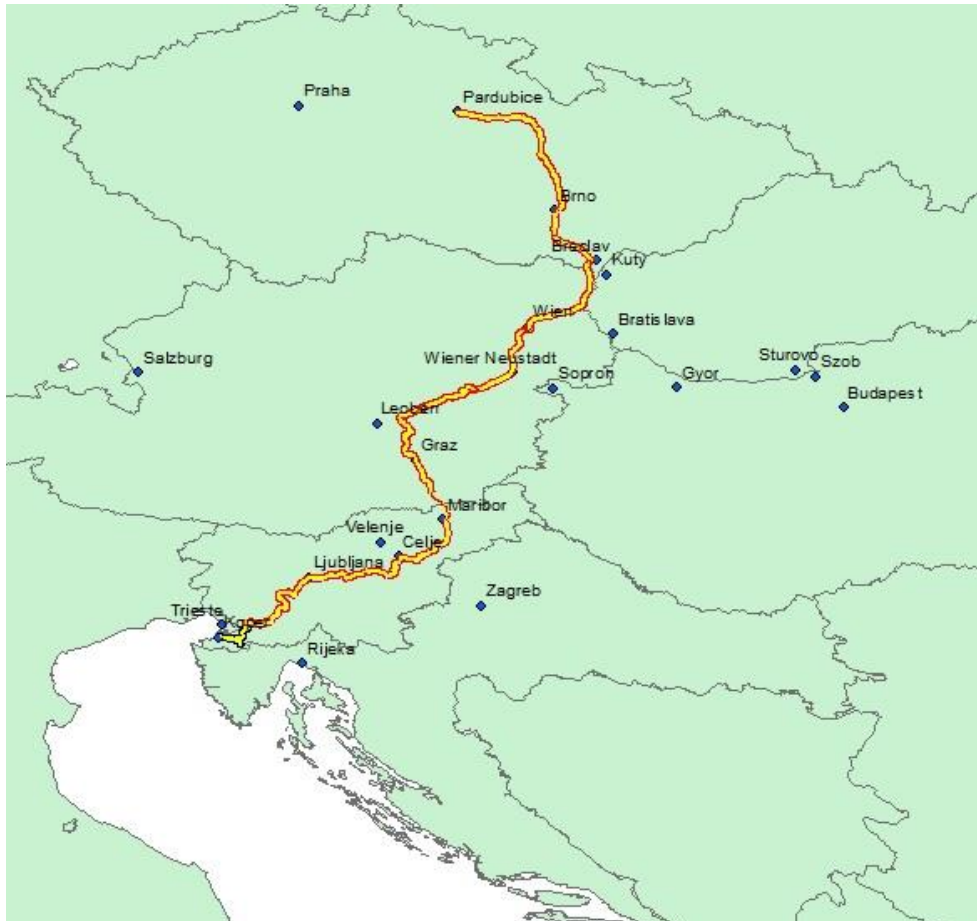 Praha
Pardubice
Brno
Breclav
Kuty
Wien
Bratislava
Salzburg
Wiener Neustadt
Sopron
Gyor
Sturovo
Szob
Budapest
Leoben
Graz
Maribor
Velenje
Celje
Ljubljana
Zagreb
Trieste
Koper
Rijeka